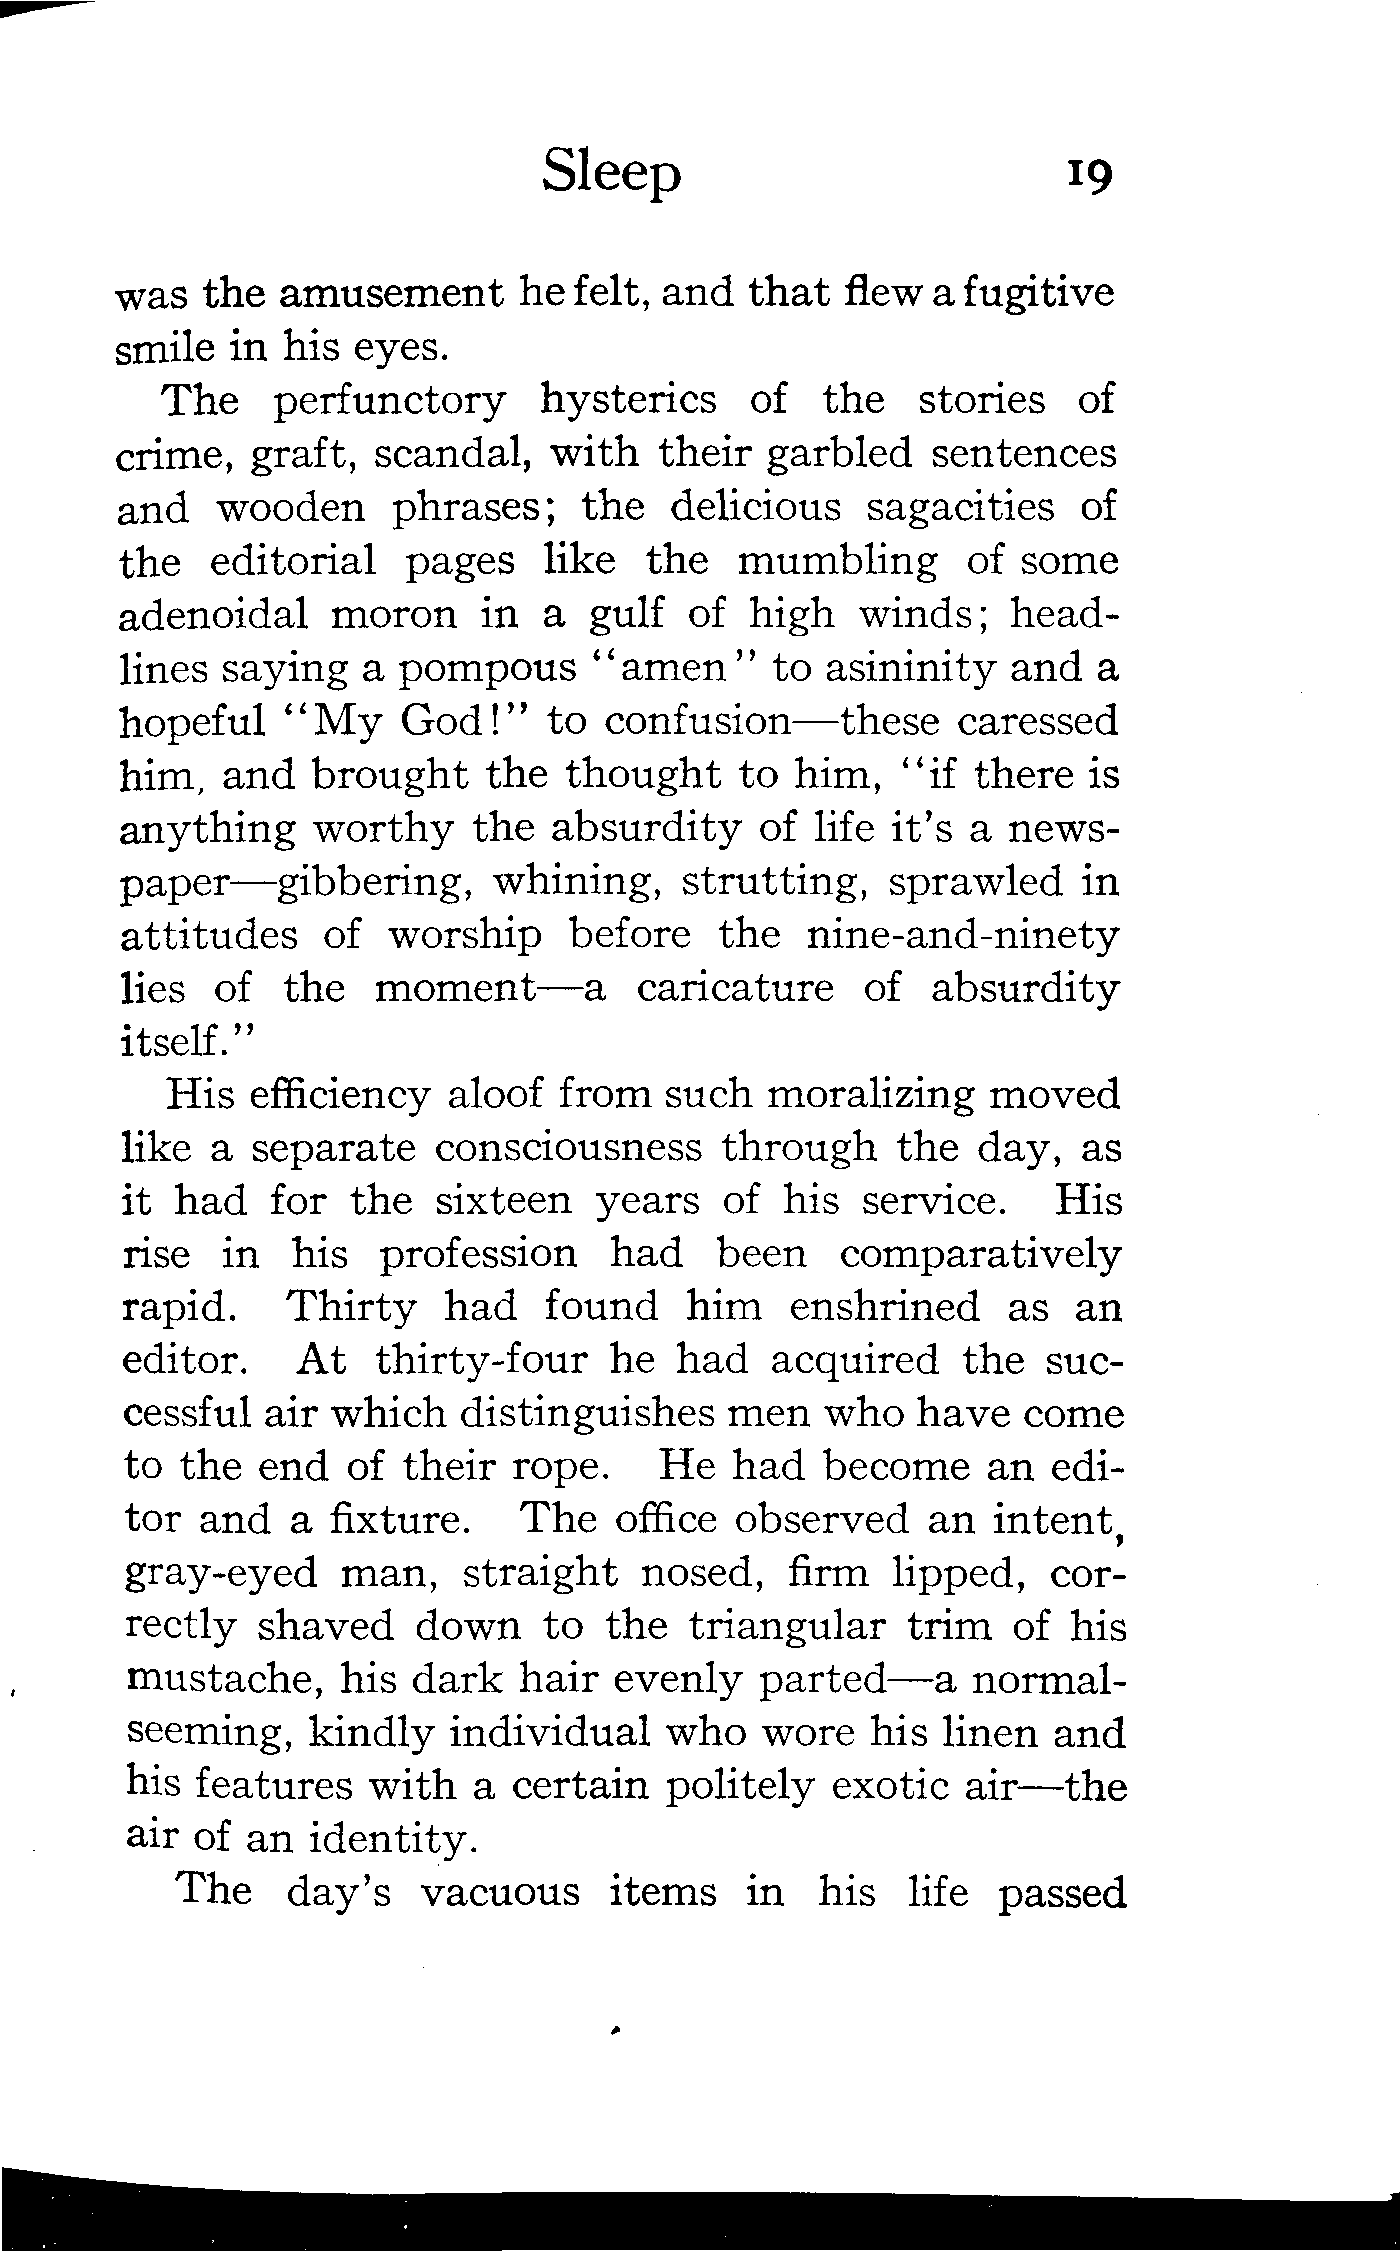 Sleep 19
was the amusement he felt, and that flew a fugitive
smile in his eyes.
The perfunctory hysterics of the stories of
crime, graft, scandal, with their garbled sentences
and wooden phrases; the delicious sagacities of
the editorial pages like the mumbling of some
adenoidal moron in a gulf of high winds; head-
lines saying a pompous “amen” to asininity and a
hopeful “My God!” to confusion—these caressed
him, and brought the thought to him, “if there is
anything worthy the absurdity of life it's a news-
paper—gibbering, whining, strutting, sprawled in
attitudes of worship before the nine-and-ninety
lies of the moment—a caricature of absurdity
itself.”
His efficiency aloof from such moralizing moved
like a separate consciousness through the day, as
it had for the sixteen years of his service. His
rise in his profession had been comparatively
rapid. Thirty had found him enshrined as an
editor. At thirty-four he had acquired the suc-
cessful air which distinguishes men who have come
to the end of their rope. He had become an edi-
tor and a fixture. The office observed an intent,
gray-eyed man, straight nosed, firm lipped, cor-
rectly shaved down to the triangular trim of his
mustache, his dark hair evenly parted—a normal-
seeming, kindly individual who wore his linen and
his features with a certain politely exotic air—the
air of an identity.
The day's vacuous items in his life passed